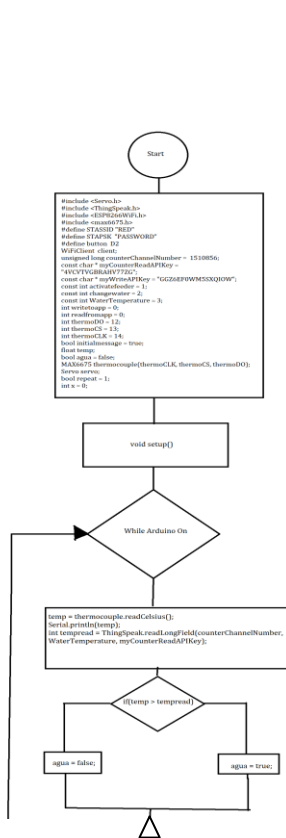 Start
#include <Servo.h>
#include <ThingSpeak.h>
#include <ESP8266WiFi.h>
#include <max6675.h>
#define STASSID "RED"
#define STAPSK "PASSWORD"
#define button D2
WiFiClient client;
unsigned long counterChannelNumber = 1510856;
const char * myCounterReadAPIKey =
"4VCVTVGBRAHV77ZG";
const char * myWriteAPIKey = "GGZ6EP0WM5SXQIOW";
const int activatefeeder = 1;
const int changewater = 2;
const int WaterTemperature = 3;
int writetoapp = 0;
int readfromapp = 0;
int thermoDO = 12;
int thermoCS = 13;
int thermoCLK = 14;
bool initialmessage = true;
float temp;
bool agua = false;
MAX6675 thermocouple(thermoCLK, thermoCS, thermoDO);
Servo servo;
bool repeat = 1;
int x = 0;
void setup()
While Arduino On
temp = thermocouple.readCelsius();
Serial.println(temp);
int tempread = ThingSpeak.readLongField(counterChannelNumber,
WaterTemperature, myCounterReadAPIKey);
if(temp > tempread)
agua = false;
agua = true;